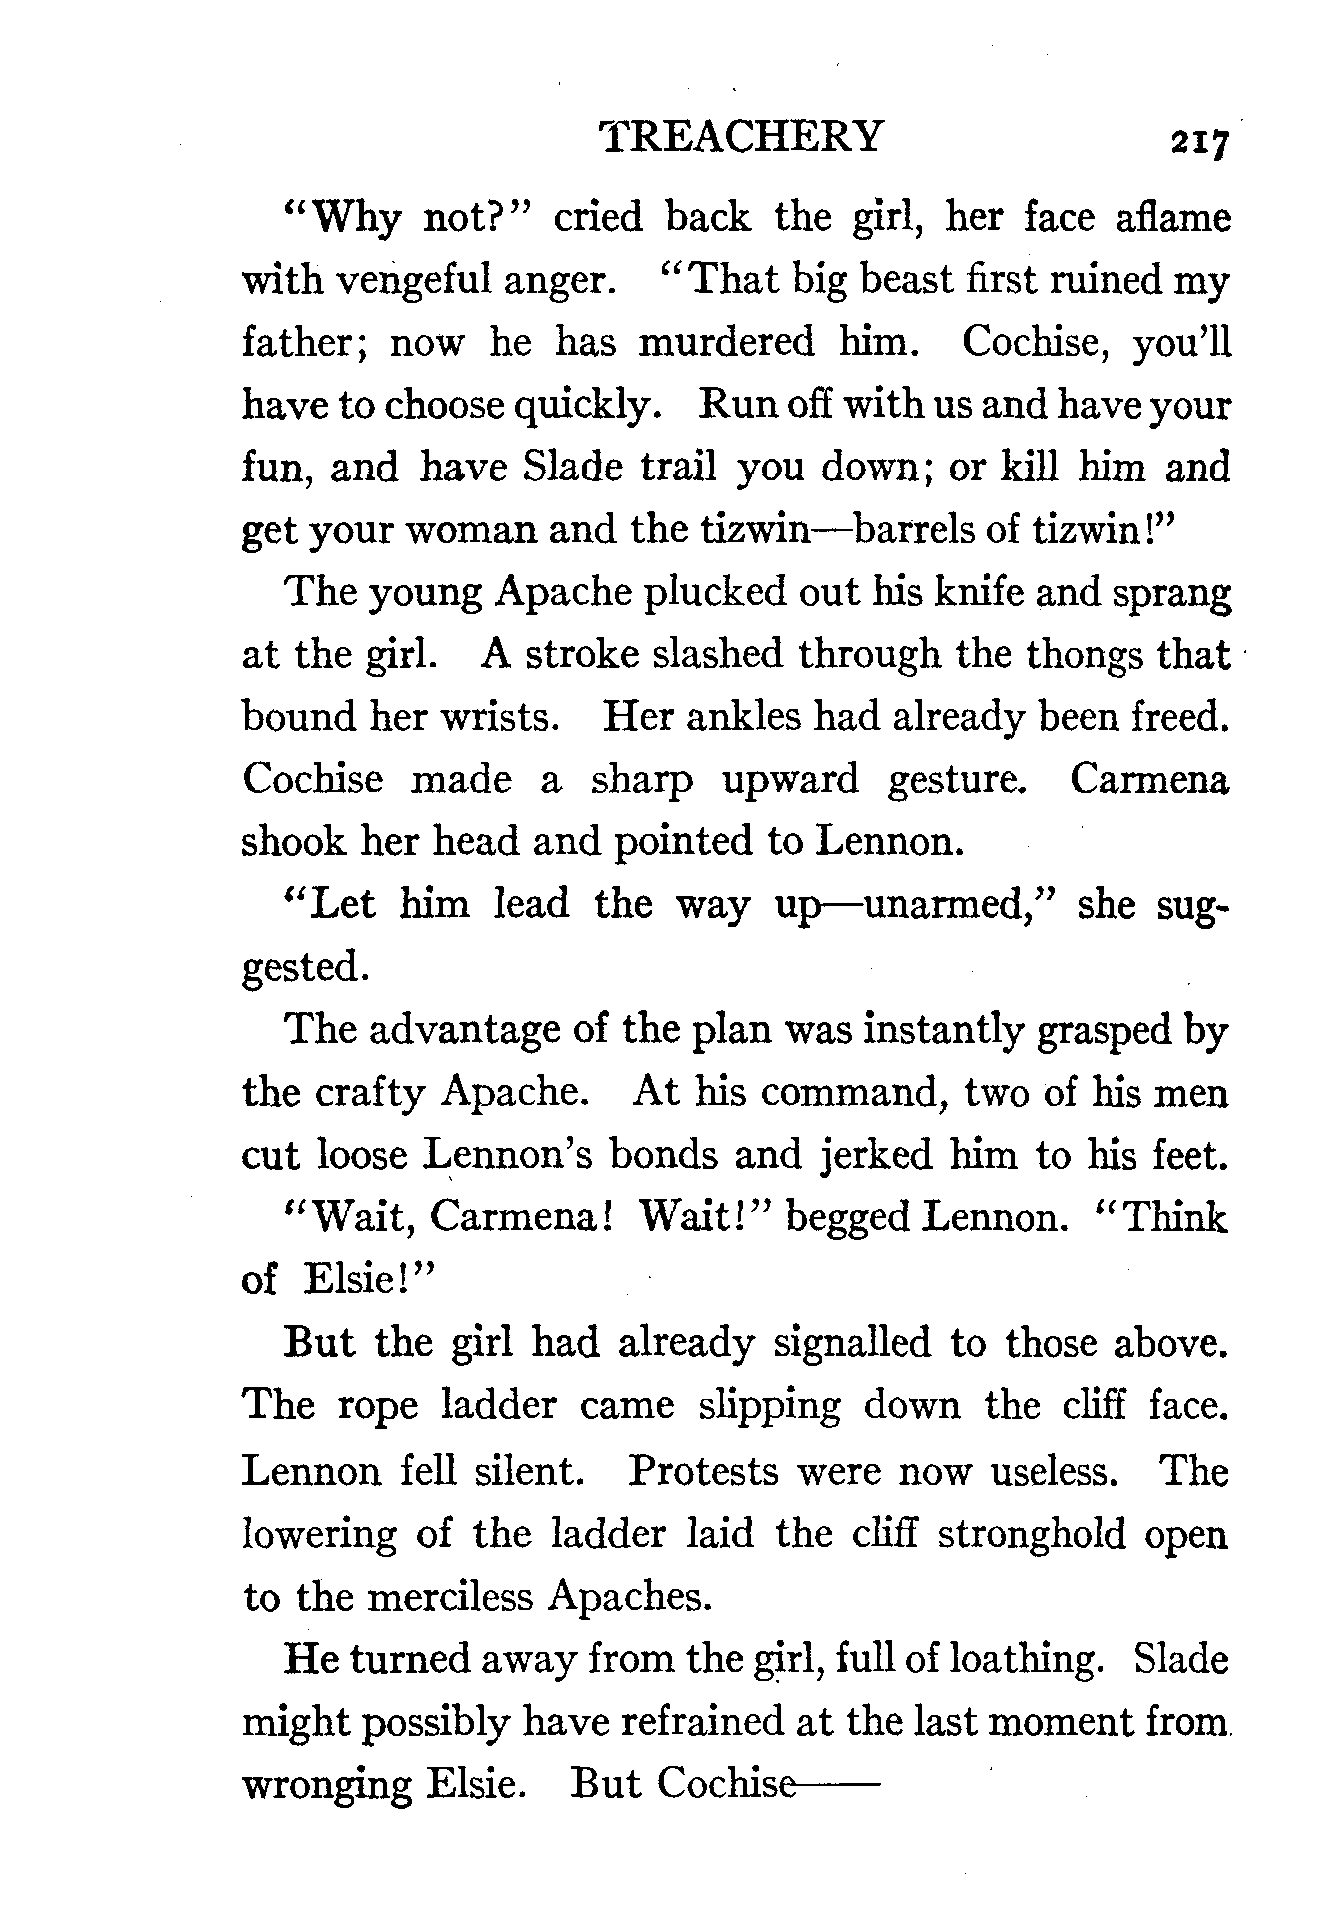 TREACHERY 217
"Why not?" cried back the girl, her face aflame
with vengeful anger. "That big beast first ruined my
father; now he has murdered him. Cochise, you'll
have to choose quickly. Run off with us and have your
fun, and have Slade trail you down; or kill him and
get your woman and the tizwin—barrels of tizwin!"
The young Apache plucked out his knife and sprang
at the girl. A stroke slashed through the thongs that
bound her wrists. Her ankles had already been freed.
Cochise made a sharp upward gesture. Carmena
shook her head and pointed to Lennon.
"Let him lead the way up—unarmed," she sug-
gested.
The advantage of the plan was instantly grasped by
the crafty Apache. At his command, two of his men
cut loose Lennon's bonds and jerked him to his feet.
"Wait, Carmena! Wait!" begged Lennon. "Think
of Elsie!"
But the girl had already signalled to those above.
The rope ladder came slipping down the cliff face.
Lennon fell silent. Protests were now useless. The
lowering of the ladder laid the cliff stronghold open
to the merciless Apaches.
He turned away from the girl, full of loathing. Slade
might possibly have refrained at the last moment from
wronging Elsie. But Cochise——